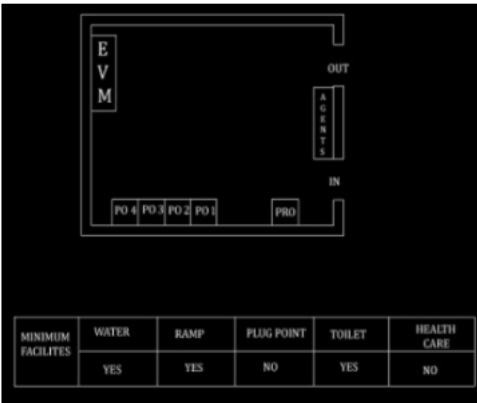 EVM
OUT
AGENTS
IN
PO 4 PO 3 PO 2 PO 1 PRO
MINIMUM FACILITES WATER RAMP PLUG POINT TOILET HEALTH CARE
YES YES NO YES NO